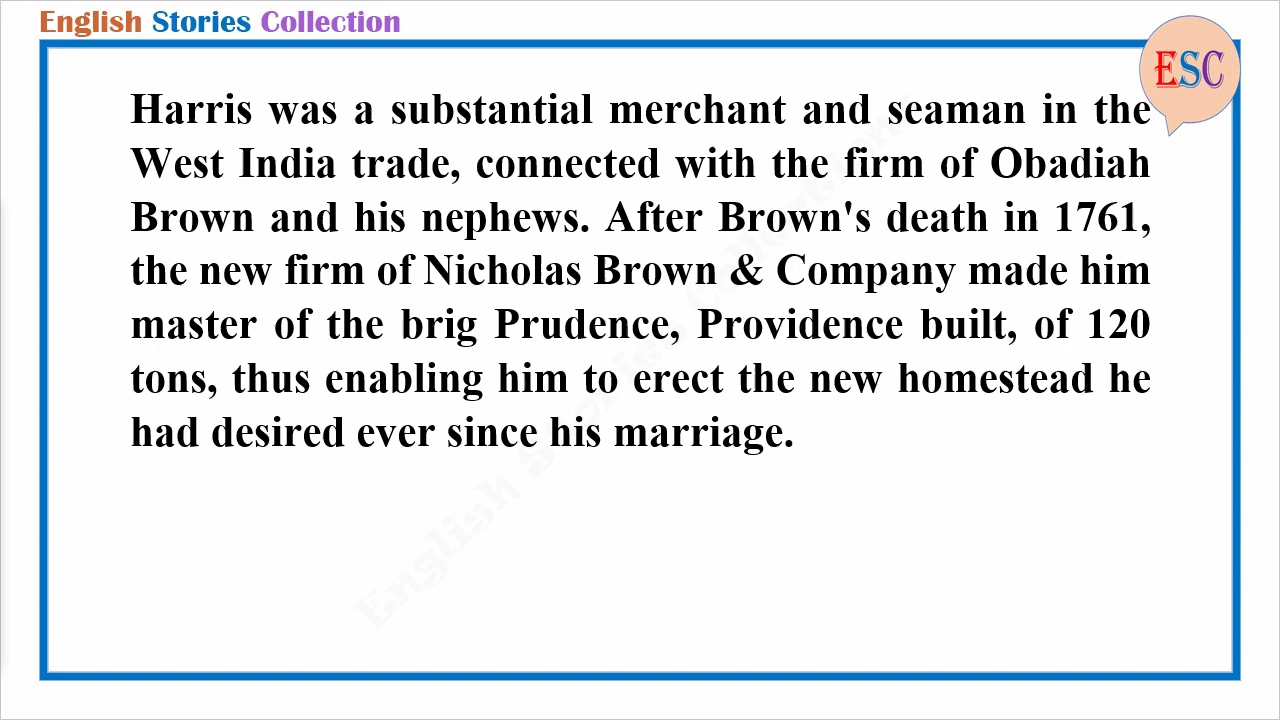 English Stories Collection
ESC
Harris was a substantial merchant and seaman in the
West India trade, connected with the firm of Obadiah
Brown and his nephews. After Brown's death in 1761,
the new firm of Nicholas Brown & Company made him
master of the brig Prudence, Providence built, of 120
tons, thus enabling him to erect the new homestead he
had desired ever since his marriage.
English Stories Collection